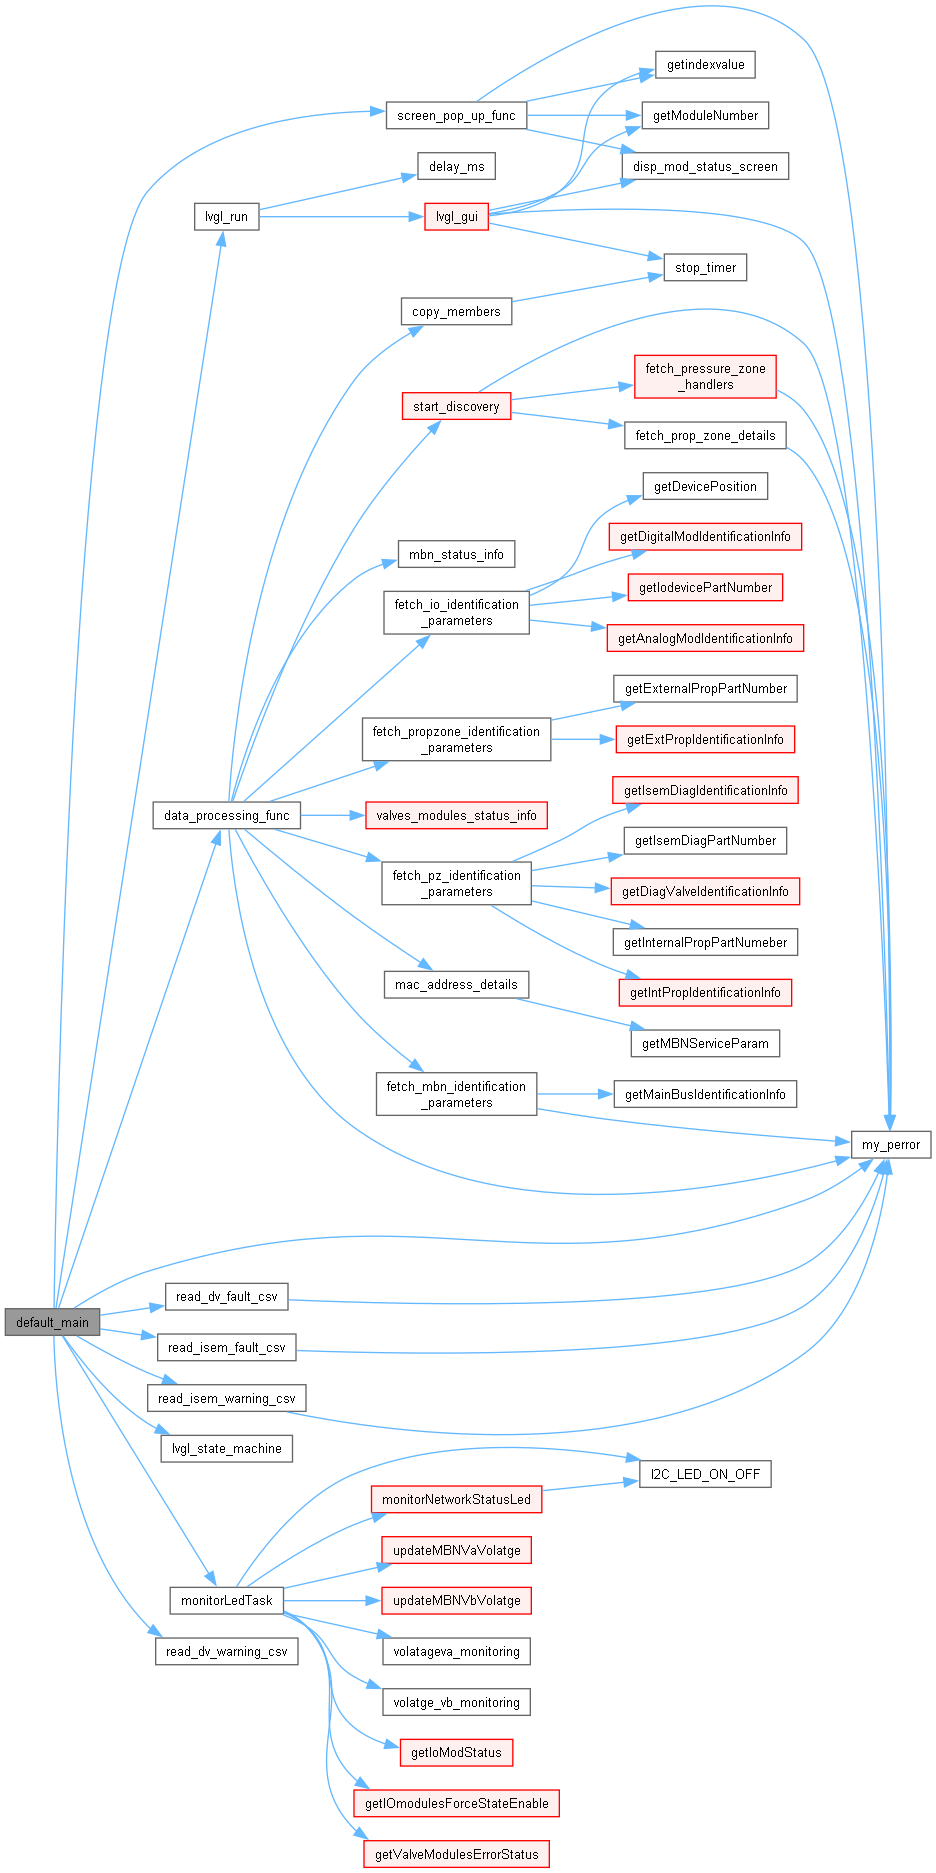 getindexvalue
screen_pop_up_func
getModuleNumber
delay_ms
disp_mod_status_screen
lvgl_run
lvgl_gui
stop_timer
copy_members
fetch_pressure_zone
_handlers
start_discovery
fetch_prop_zone_details
getDevicePosition
getDigitalModIdentificationInfo
mbn_status_info
getIodevicePartNumber
fetch_io_identification
_parameters
getAnalogModIdentificationInfo
getExternalPropPartNumber
fetch_propzone_identification
_parameters
getExtPropIdentificationInfo
getIsemDiagIdentificationInfo
data_processing_func
valves_modules_status_info
getIsemDiagPartNumber
fetch_pz_identification
_parameters
getDiagValveIdentificationInfo
getInternalPropPartNumeber
mac_address_details
getIntPropIdentificationInfo
getMBNServiceParam
fetch_mbn_identification
_parameters
getMainBusIdentificationInfo
my_perror
read_dv_fault_csv
default_main
read_isem_fault_csv
read_isem_warning_csv
lvgl_state_machine
I2C_LED_ON_OFF
monitorNetworkStatusLed
updateMBNVaVolatge
monitorLedTask
updateMBNVbVolatge
read_dv_warning_csv
volatageva_monitoring
volatge_vb_monitoring
getIoModStatus
getIOmodulesForceStateEnable
getValveModulesErrorStatus